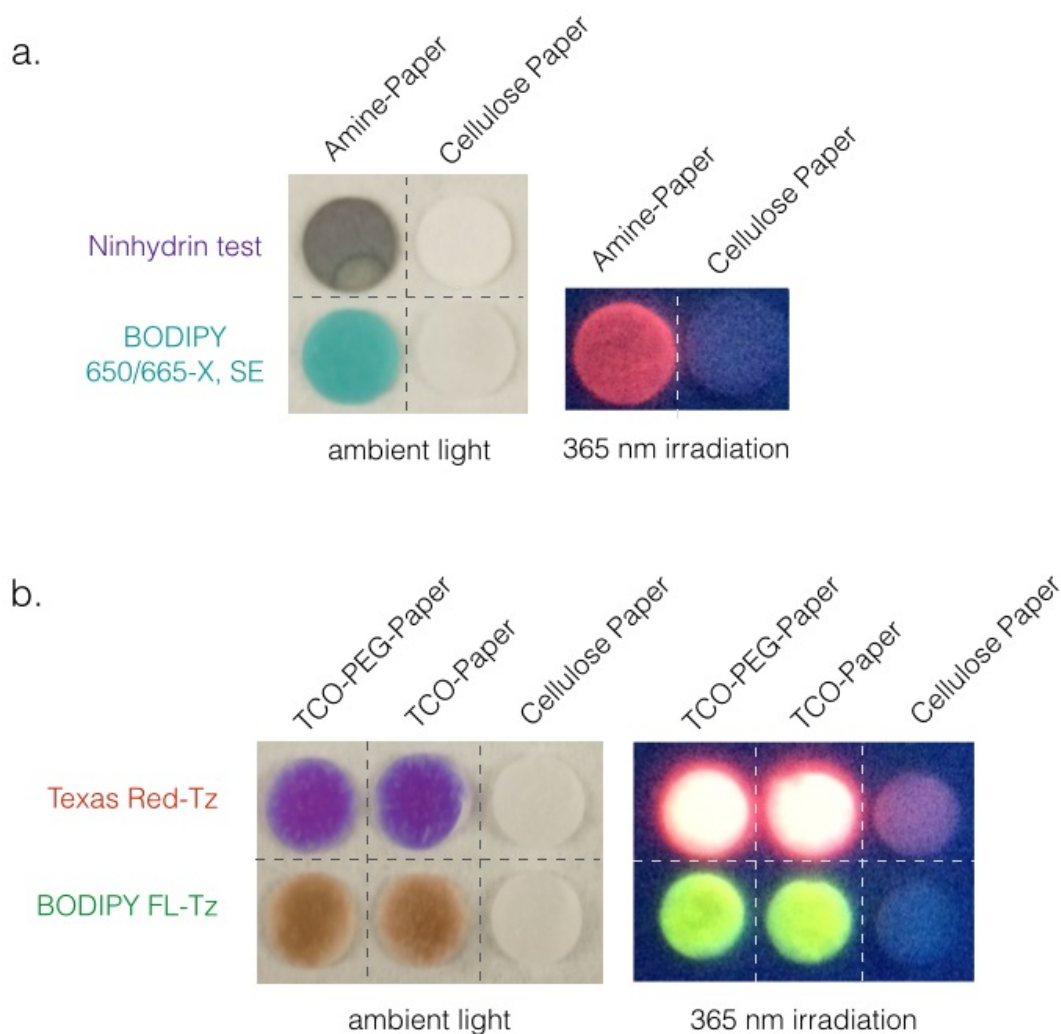 a.
Amine-Paper
Cellulose Paper
Amine-Paper
Cellulose Paper
Ninhydrin test
BODIPY
650/665-X, SE
ambient light
365 nm irradiation
b.
TCO-PEG-Paper
TCO-Paper
Cellulose Paper
TCO-PEG-Paper
TCO-Paper
Cellulose Paper
Texas Red-Tz
BODIPY FL-Tz
ambient light
365 nm irradiation